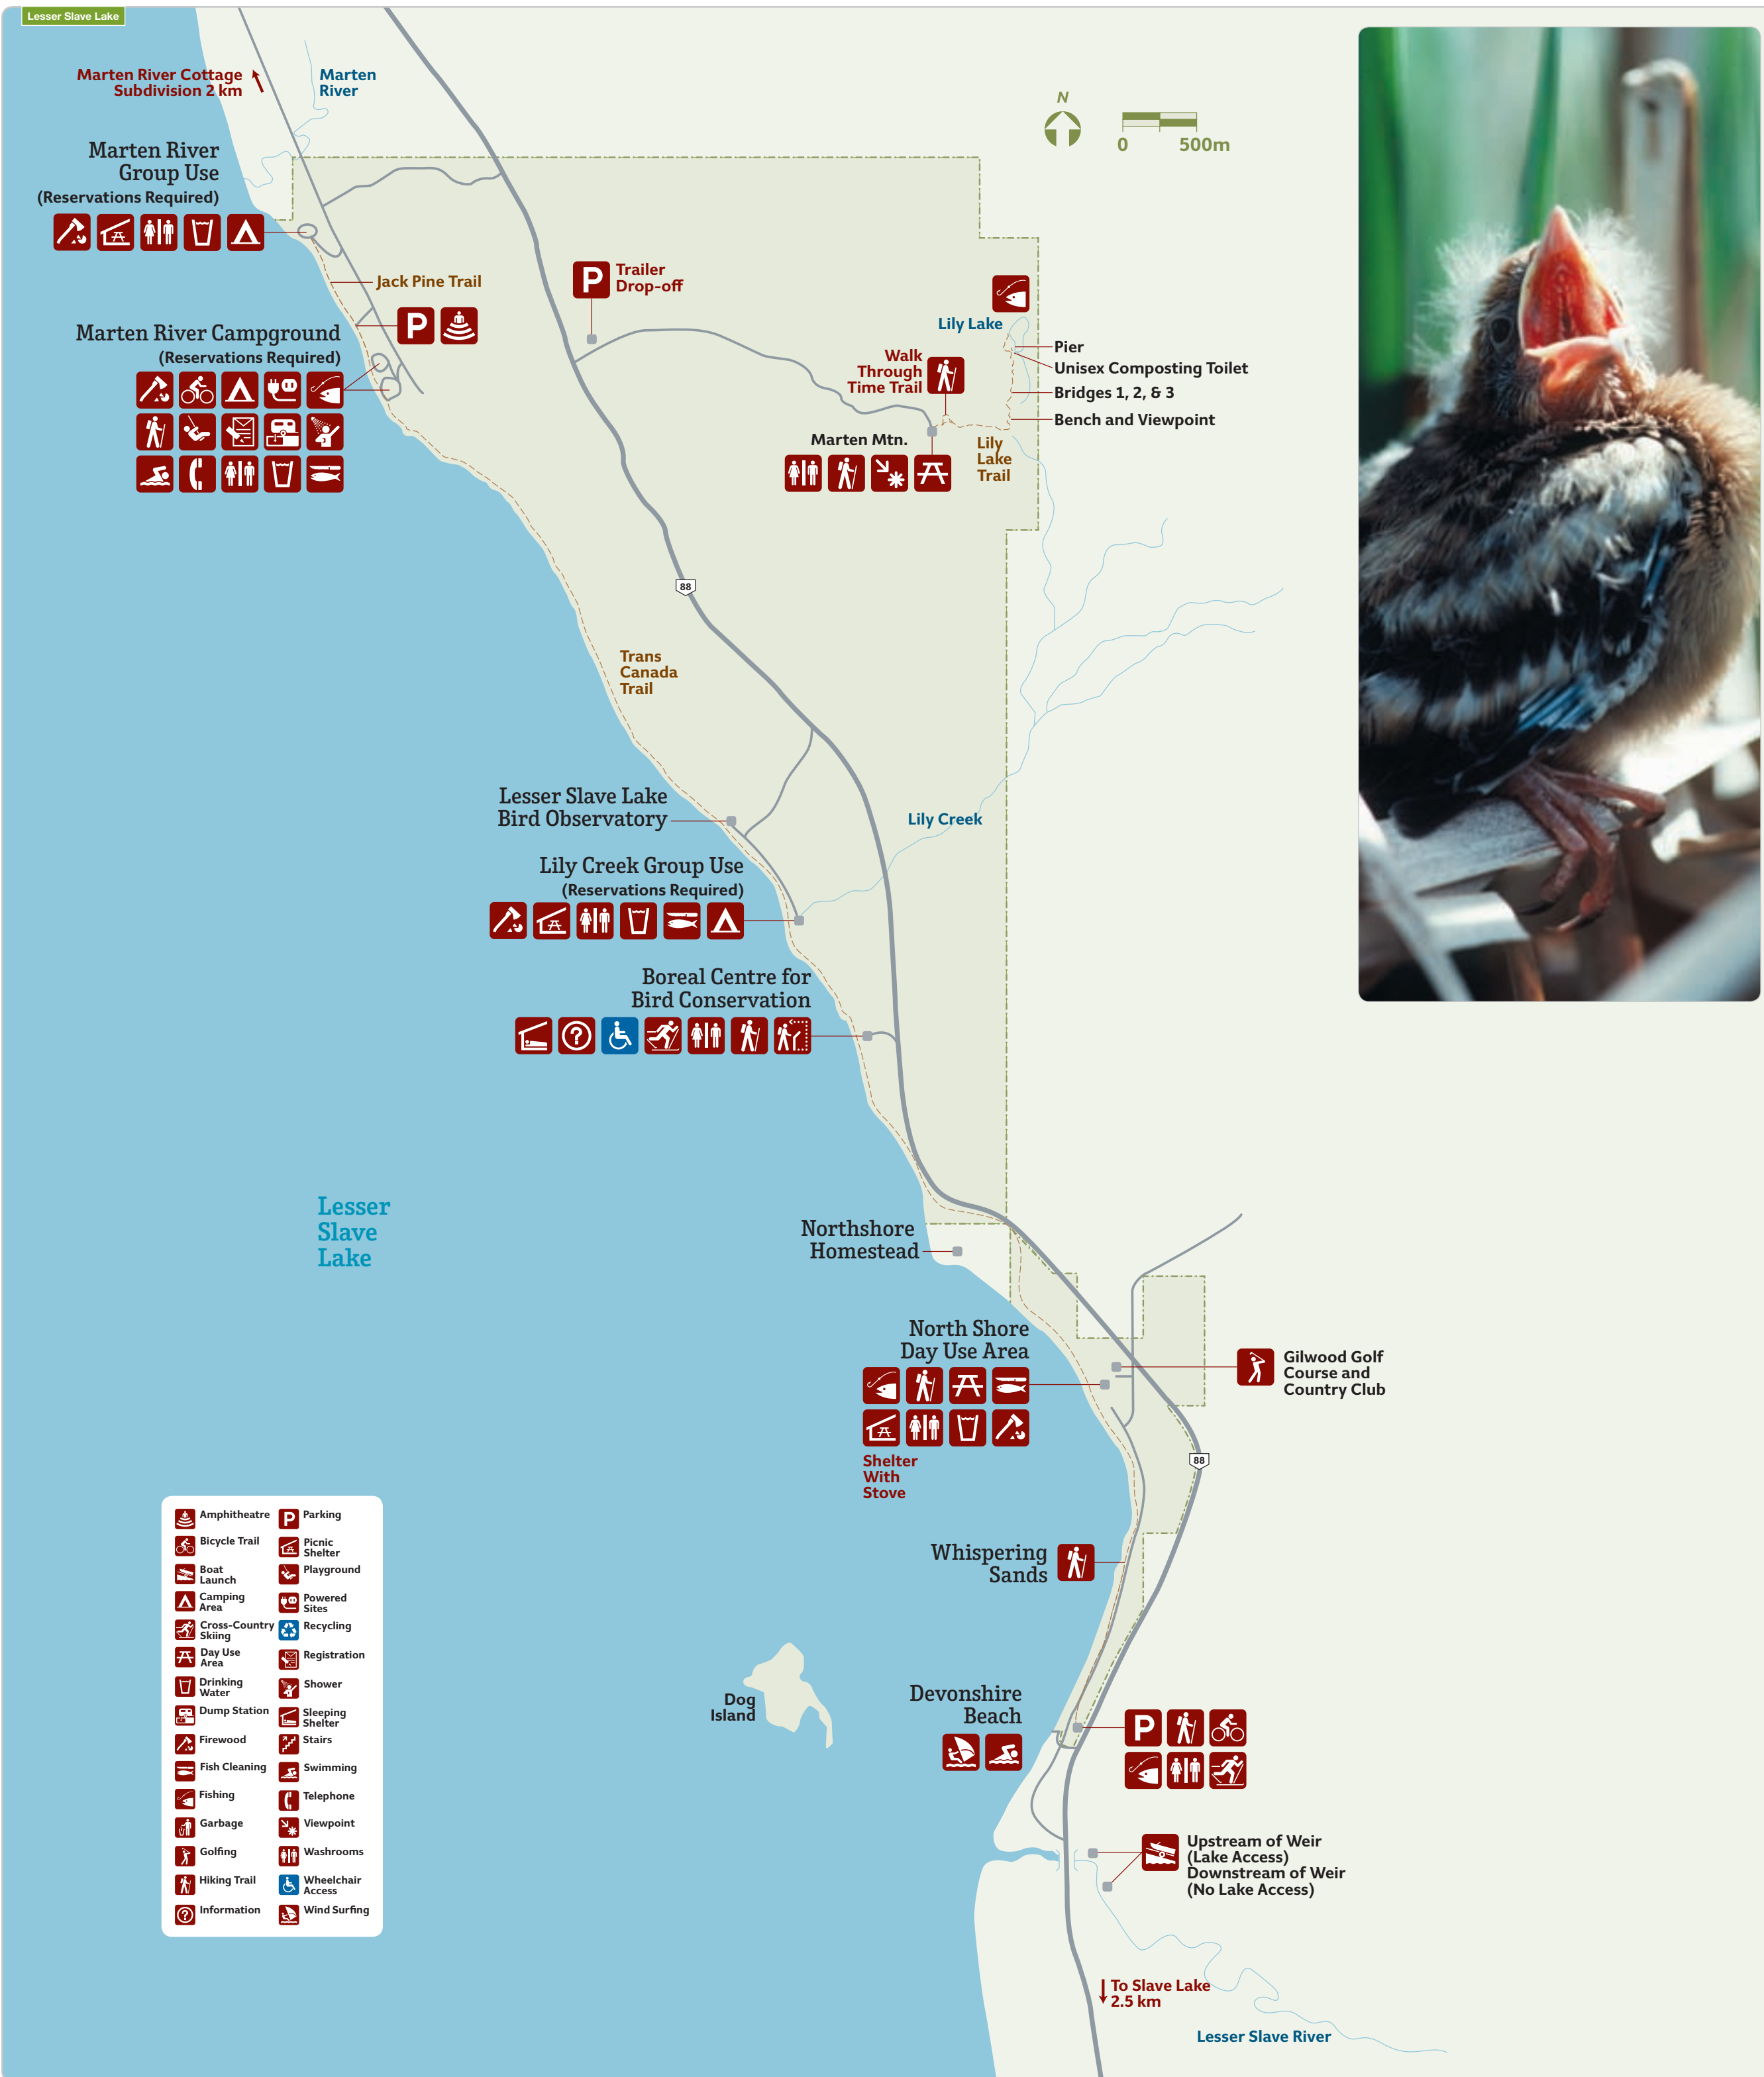 Lesser Slave Lake
Marten River Cottage
Subdivision 2 km
Marten
River
N
0 500m
Marten River
Group Use
(Reservations Required)
Jack Pine Trail
P
Trailer
Drop-off
P
Marten River Campground
(Reservations Required)
Lily Lake
Walk
Through
Time Trail
Pier
Unisex Composting Toilet
Bridges 1, 2, & 3
Bench and Viewpoint
Marten Mtn.
Lily
Lake
Trail
88
Trans
Canada
Trail
Lesser Slave Lake
Bird Observatory
Lily Creek
Lily Creek Group Use
(Reservations Required)
Boreal Centre for
Bird Conservation
?
Lesser
Slave
Lake
Northshore
Homestead
North Shore
Day Use Area
Gilwood Golf
Course and
Country Club
Shelter
With
Stove
88
Whispering
Sands
Dog
Island
Devonshire
Beach
P
Upstream of Weir
(Lake Access)
Downstream of Weir
(No Lake Access)
To Slave Lake
2.5 km
Lesser Slave River
Amphitheatre
Bicycle Trail
Boat
Launch
Camping
Area
Cross-Country
Skiing
Day Use
Area
Drinking
Water
Dump Station
Firewood
Fish Cleaning
Fishing
Garbage
Golfing
Hiking Trail
?
Information
P
Parking
Picnic
Shelter
Playground
Powered
Sites
Recycling
Registration
Shower
Sleeping
Shelter
Stairs
Swimming
Telephone
Viewpoint
Washrooms
Wheelchair
Access
Wind Surfing